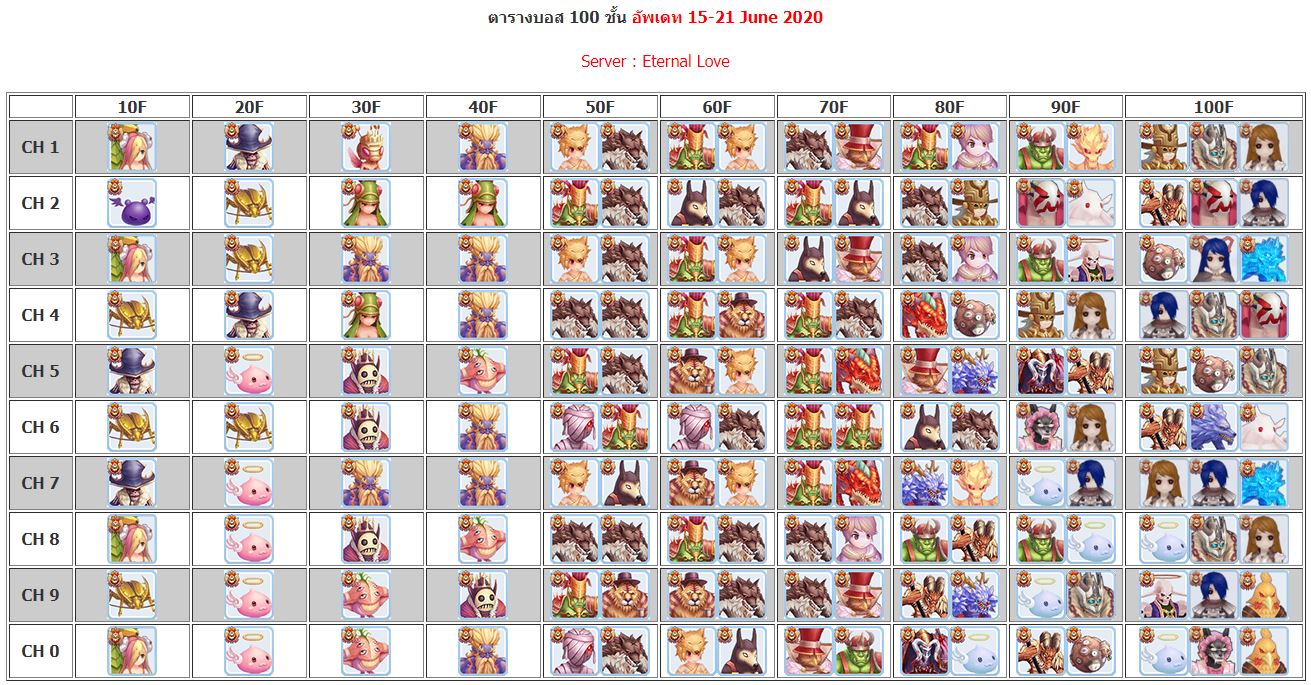 ตารางบอส 100 ชั้น อัพเดท 15-21 June 2020
Server : Eternal Love
10F 20F 30F 40F 50F 60F 70F 80F 90F 100F
CH 1
CH 2
CH 3
CH 4
CH 5
CH 6
CH 7
CH 8
CH 9
CH 0